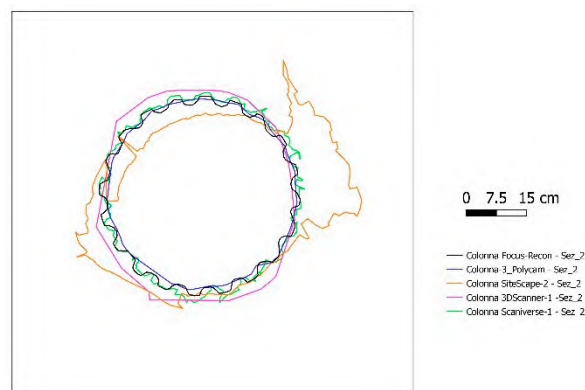 0 7.5 15 cm
Colonna Focus-Recon - Sez_2
Colonna-3_Polycam - Sez_2
Colonna SiteScape-2 - Sez_2
Colonna 3DScanner-1 -Sez_2
Colonna Scaniverse-1 - Sez_2